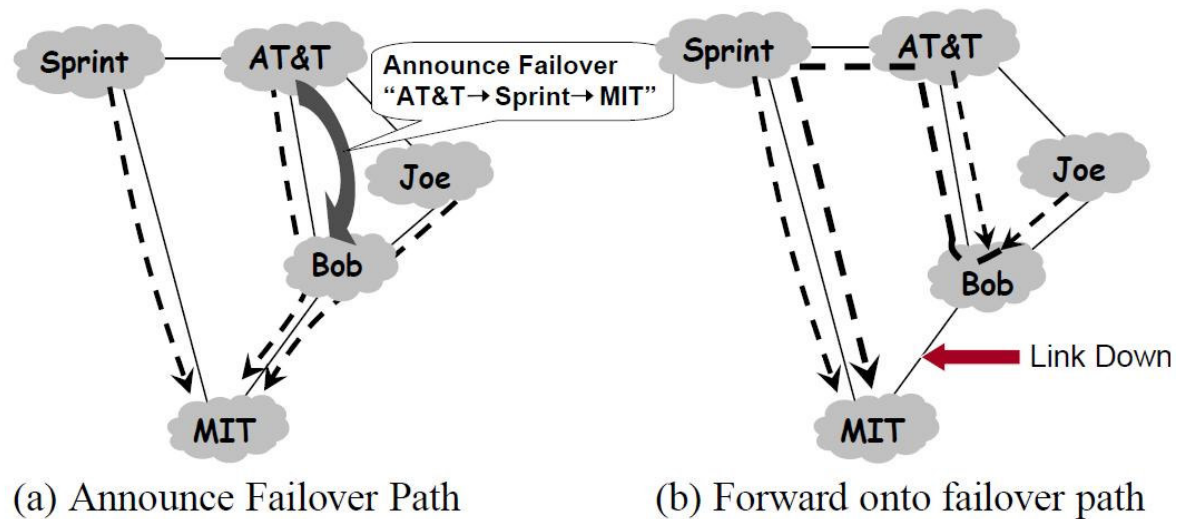 Sprint
AT&T
Announce Failover
“AT&T→Sprint→MIT”
Joe
Bob
MIT
(a) Announce Failover Path
Sprint
AT&T
Joe
Bob
Link Down
MIT
(b) Forward onto failover path